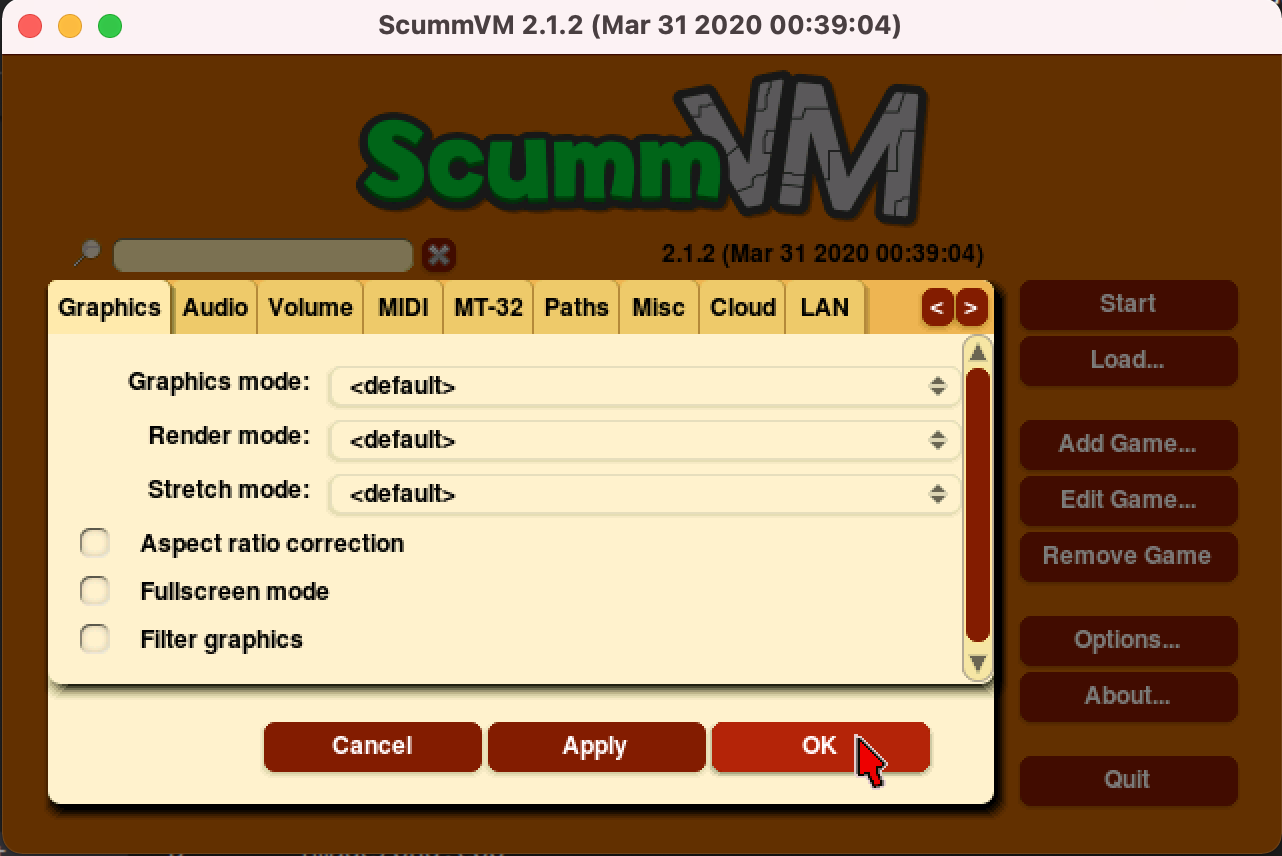 ScummVM 2.1.2 (Mar 31 2020 00:39:04)
ScummVM
2.1.2 (Mar 31 2020 00:39:04)
Graphics Audio Volume MIDI MT-32 Paths Misc Cloud LAN < >
Graphics mode: <default>
Render mode: <default>
Stretch mode: <default>
Aspect ratio correction
Fullscreen mode
Filter graphics
Cancel Apply OK
Start
Load...
Add Game...
Edit Game...
Remove Game
Options...
About...
Quit